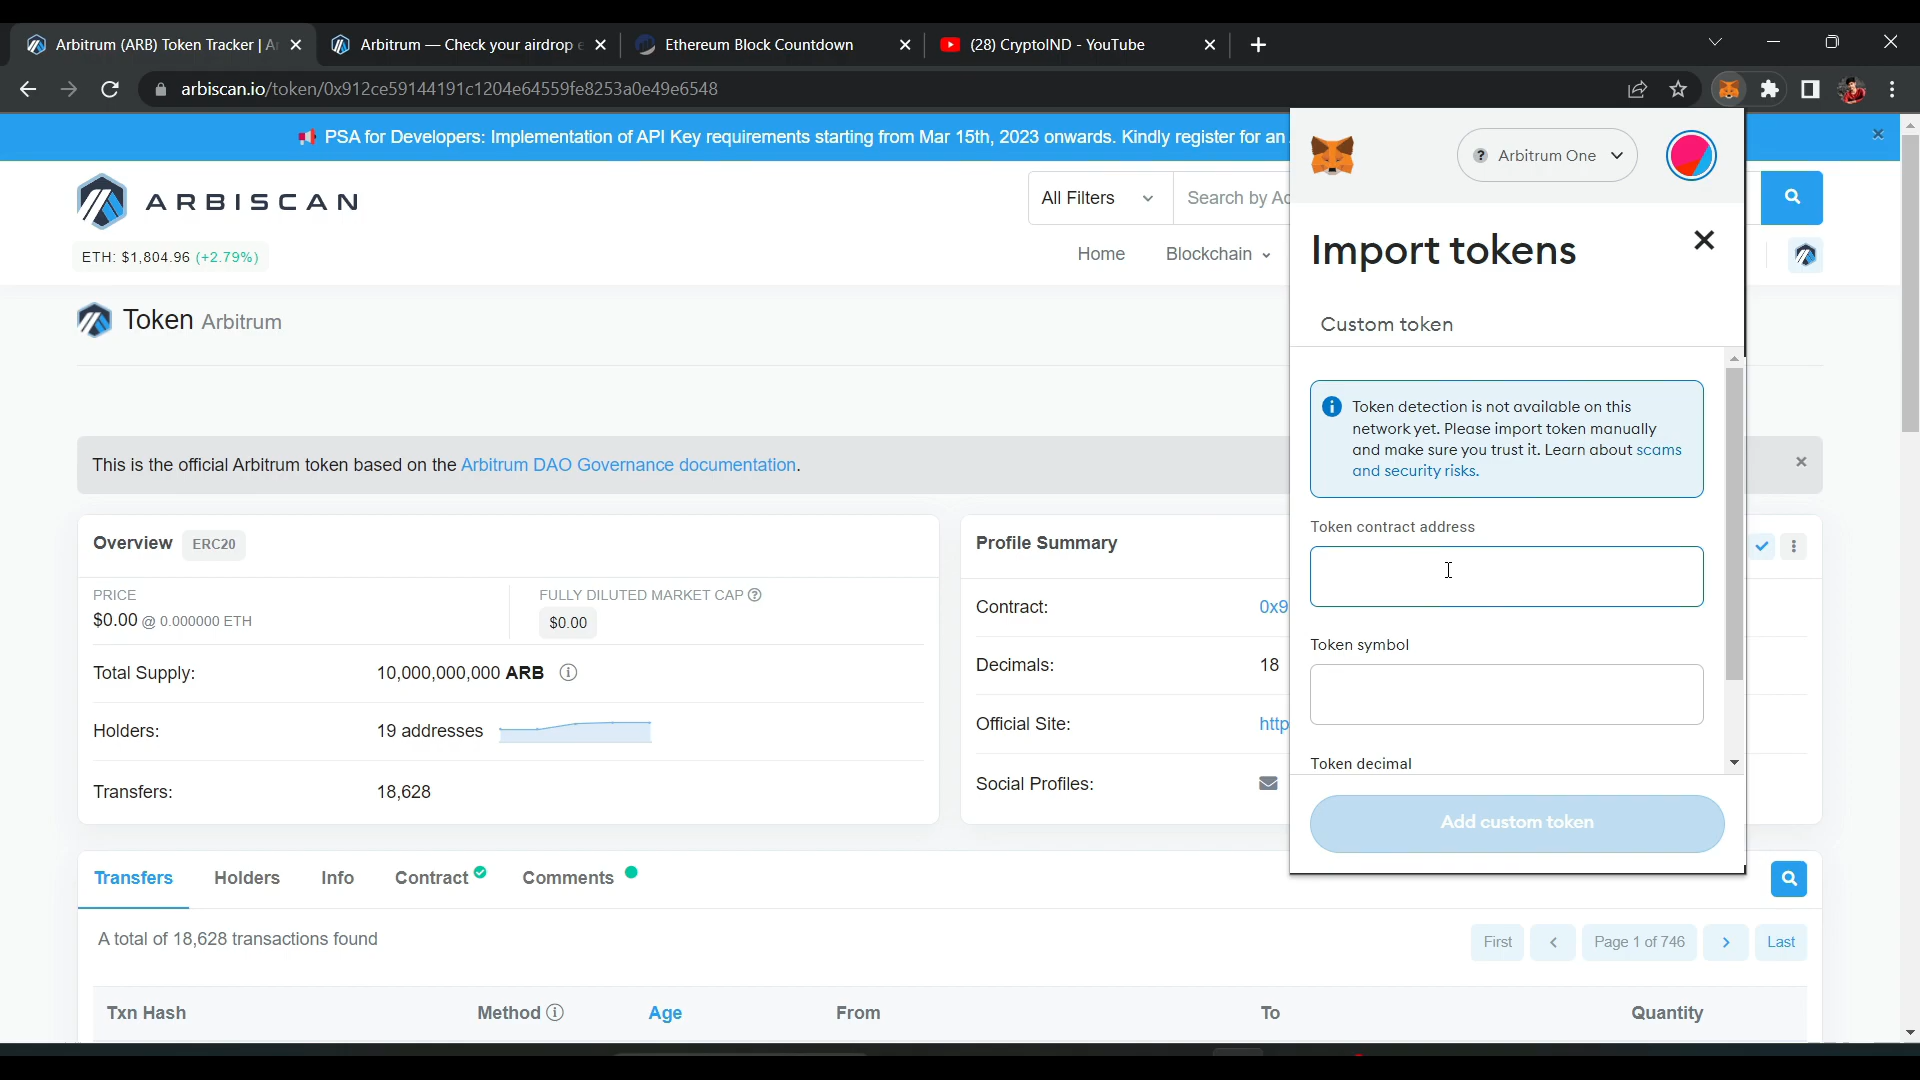 Arbitrum (ARB) Token Tracker | Ar
Arbitrum — Check your airdrop e
Ethereum Block Countdown
(28) CryptoIND - YouTube
arbiscan.io/token/0x912ce59144191c1204e64559fe8253a0e49e6548
PSA for Developers: Implementation of API Key requirements starting from Mar 15th, 2023 onwards. Kindly register for an
ARBISCAN
All Filters
Search by Ad
ETH: $1,804.96 (+2.79%)
Home
Blockchain
Token Arbitrum
This is the official Arbitrum token based on the Arbitrum DAO Governance documentation.
Overview ERC20
PRICE
$0.00 @ 0.000000 ETH
FULLY DILUTED MARKET CAP
$0.00
Total Supply:
10,000,000,000 ARB
Holders:
19 addresses
Transfers:
18,628
Profile Summary
Contract:
0x9
Decimals:
18
Official Site:
http
Social Profiles:
Arbitrum One
Import tokens
Custom token
Token detection is not available on this
network yet. Please import token manually
and make sure you trust it. Learn about scams
and security risks.
Token contract address
Token symbol
Token decimal
Add custom token
Transfers
Holders
Info
Contract
Comments
A total of 18,628 transactions found
First
Page 1 of 746
Last
Txn Hash
Method
Age
From
To
Quantity